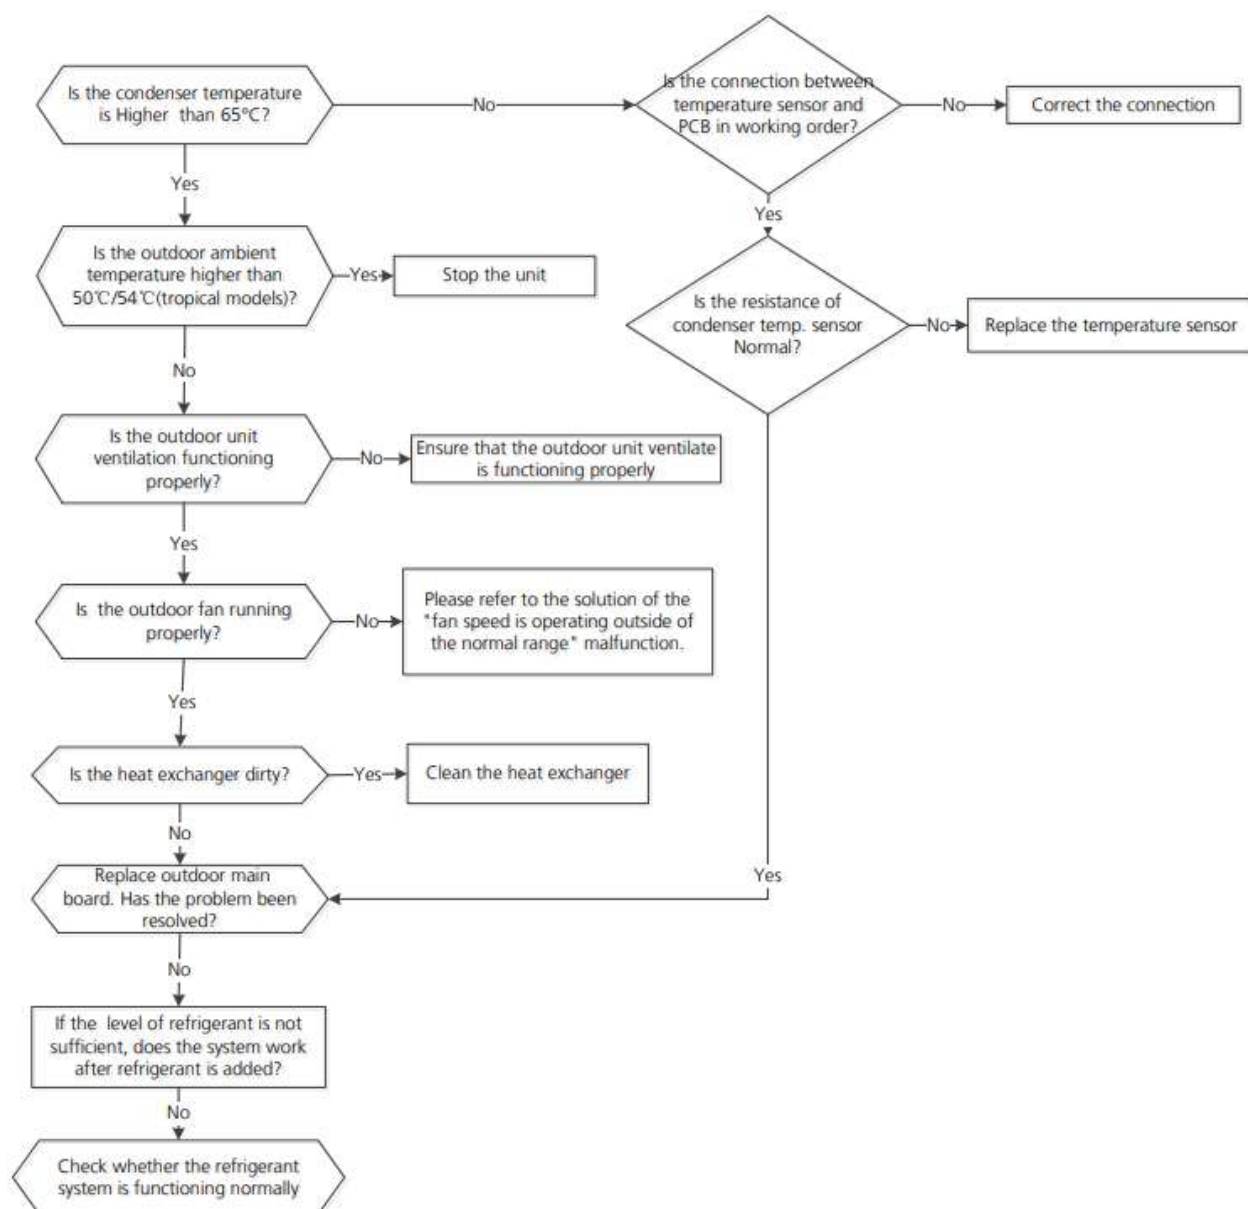 Is the condenser temperature
is Higher  than 65°C?
No
Is the connection between
temperature sensor and
PCB in working order?
No
Correct the connection
Yes
Yes
Is the outdoor ambient
temperature higher than
50℃/54℃(tropical models)?
Yes
Stop the unit
Is the resistance of
condenser temp. sensor
Normal?
No
Replace the temperature sensor
No
Is the outdoor unit
ventilation functioning
properly?
No
Ensure that the outdoor unit ventilate
is functioning properly
Yes
Is  the outdoor fan running
properly?
No
Please refer to the solution of the
"fan speed is operating outside of
the normal range" malfunction.
Yes
Is the heat exchanger dirty?
Yes
Clean the heat exchanger
No
Replace outdoor main
board. Has the problem been
resolved?
Yes
No
If the  level of refrigerant is not
sufficient, does the system work
after refrigerant is added?
No
Check whether the refrigerant
system is functioning normally